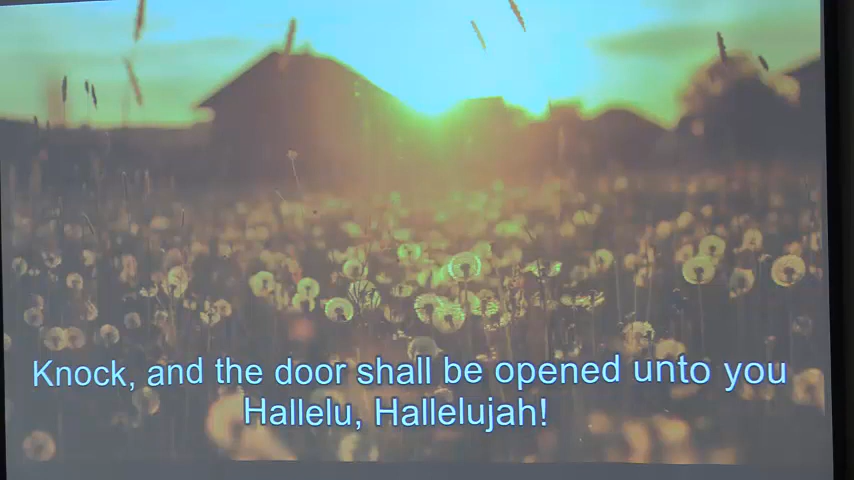 Knock, and the door shall be opened unto you
Hallelu, Hallelujah!